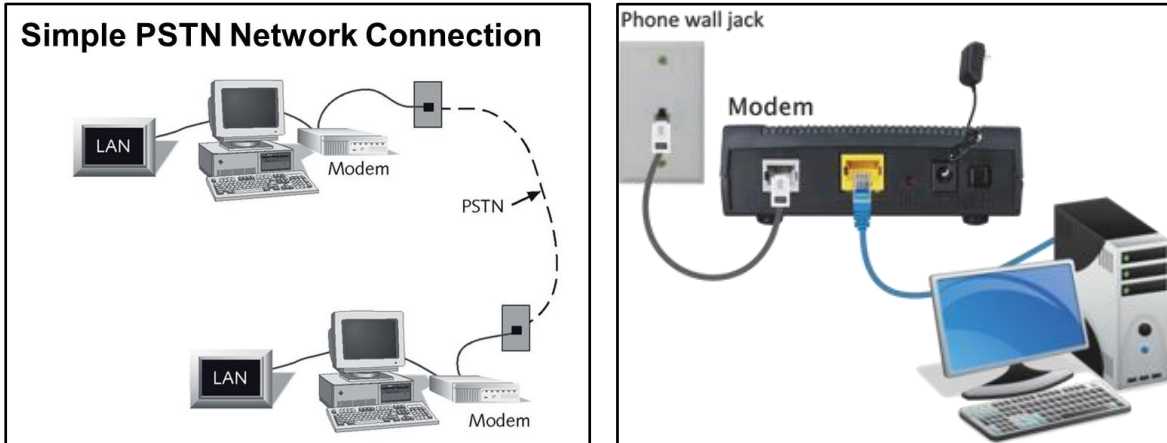 Simple PSTN Network Connection
LAN
Modem
PSTN
LAN
Modem
Phone wall jack
Modem